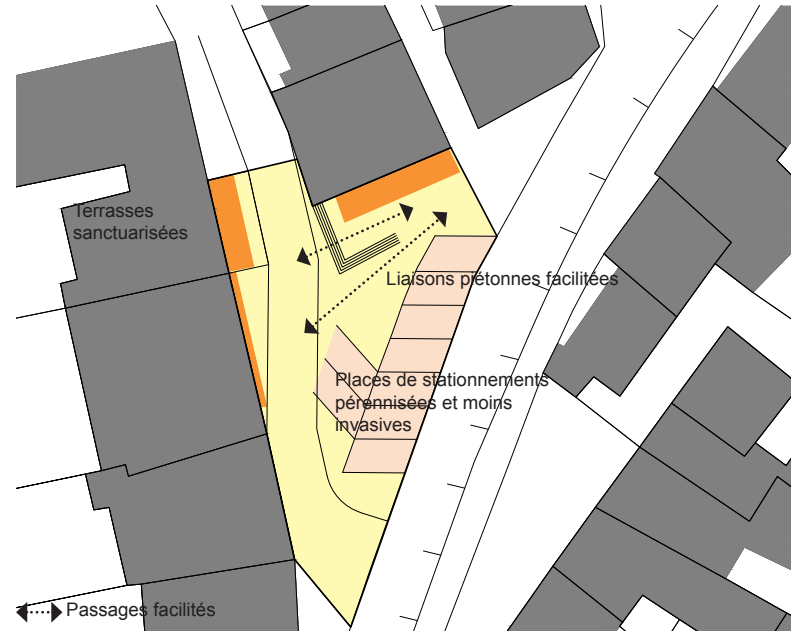 Terrasses
sanctuarisées
Liaisons piétonnes facilitées
Places de stationnements
pérennisées et moins
invasives
Passages facilités